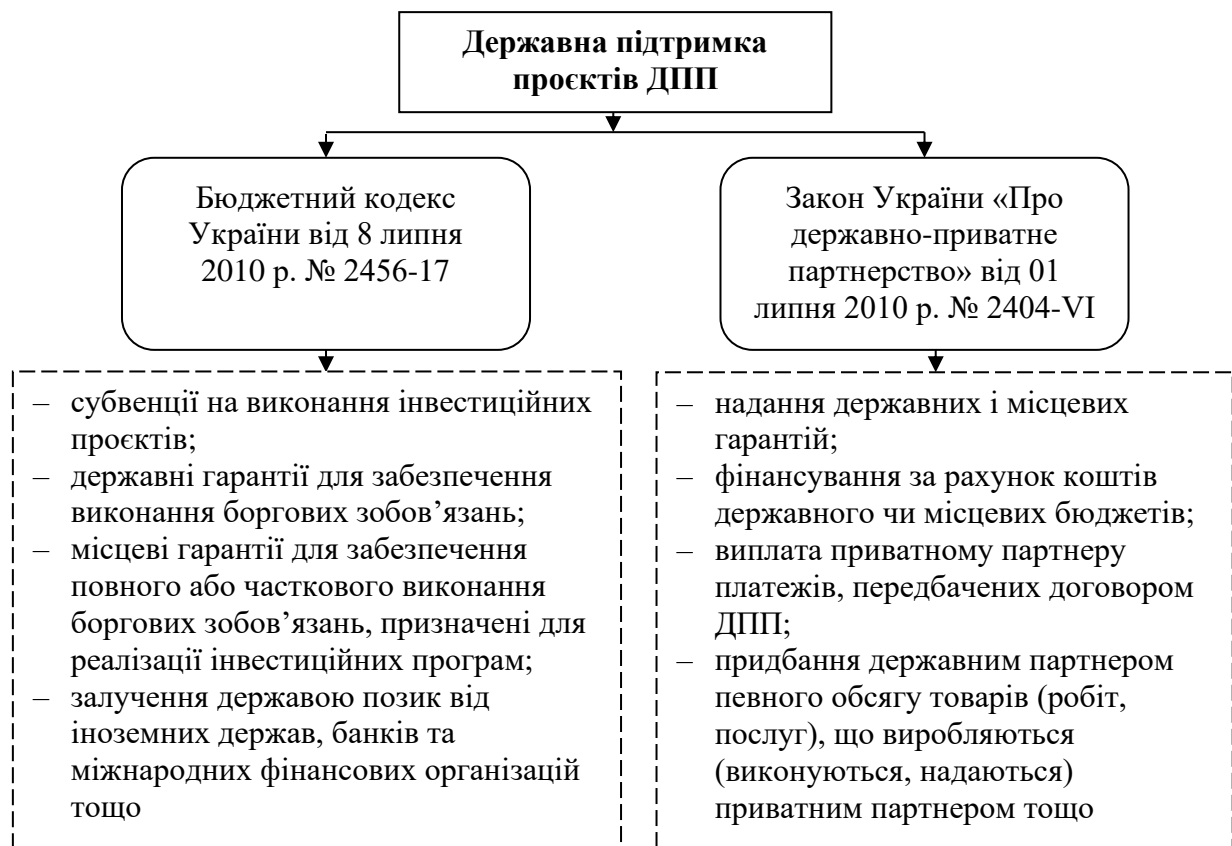 Державна підтримка
проєктів ДПП
Бюджетний кодекс
України від 8 липня
2010 р. № 2456-17
Закон України «Про
державно-приватне
партнерство» від 01
липня 2010 р. № 2404-VI
– субвенції на виконання інвестиційних
проєктів;
– державні гарантії для забезпечення
виконання боргових зобов’язань;
– місцеві гарантії для забезпечення
повного або часткового виконання
боргових зобов’язань, призначені для
реалізації інвестиційних програм;
– залучення державою позик від
іноземних держав, банків та
міжнародних фінансових організацій
тощо
– надання державних і місцевих
гарантій;
– фінансування за рахунок коштів
державного чи місцевих бюджетів;
– виплата приватному партнеру
платежів, передбачених договором
ДПП;
– придбання державним партнером
певного обсягу товарів (робіт,
послуг), що виробляються
(виконуються, надаються)
приватним партнером тощо